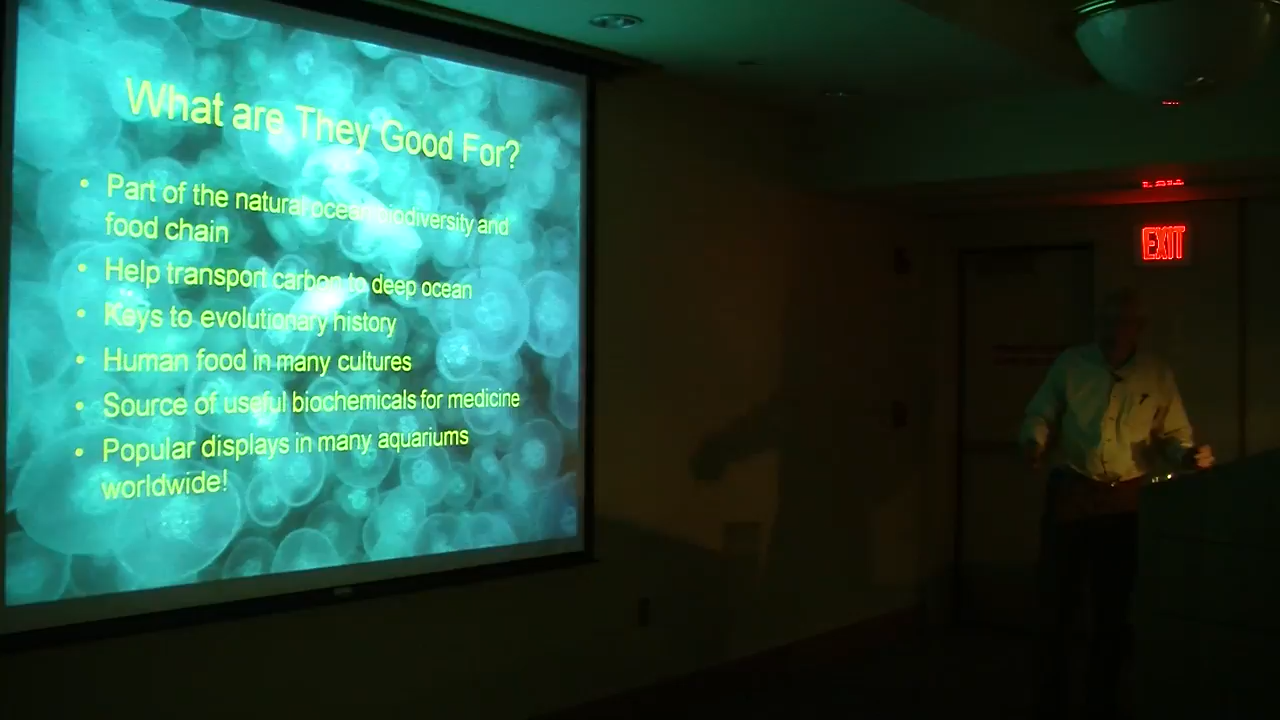 What are They Good For?
• Part of the natural ocean biodiversity and
food chain
• Help transport carbon to deep ocean
• Keys to evolutionary history
• Human food in many cultures
• Source of useful biochemicals for medicine
• Popular displays in many aquariums
worldwide!
EXIT